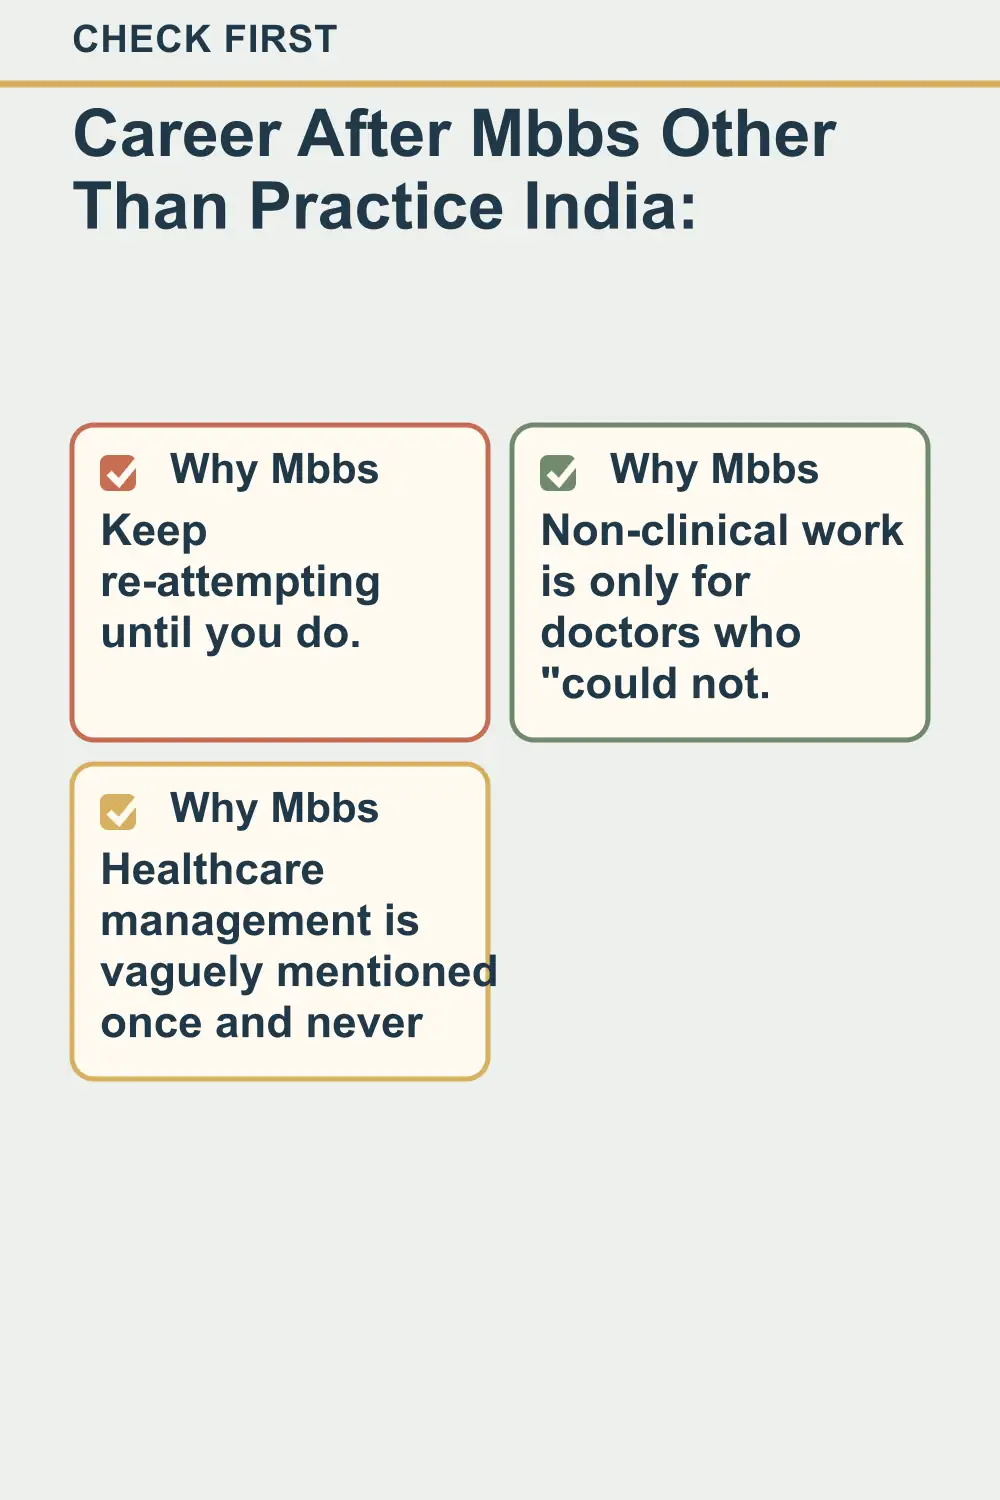 CHECK FIRST
Career After Mbbs Other
Than Practice India:
Why Mbbs
Keep
re-attempting
until you do.
Why Mbbs
Non-clinical work
is only for
doctors who
"could not.
Why Mbbs
Healthcare
management is
vaguely mentioned
once and never